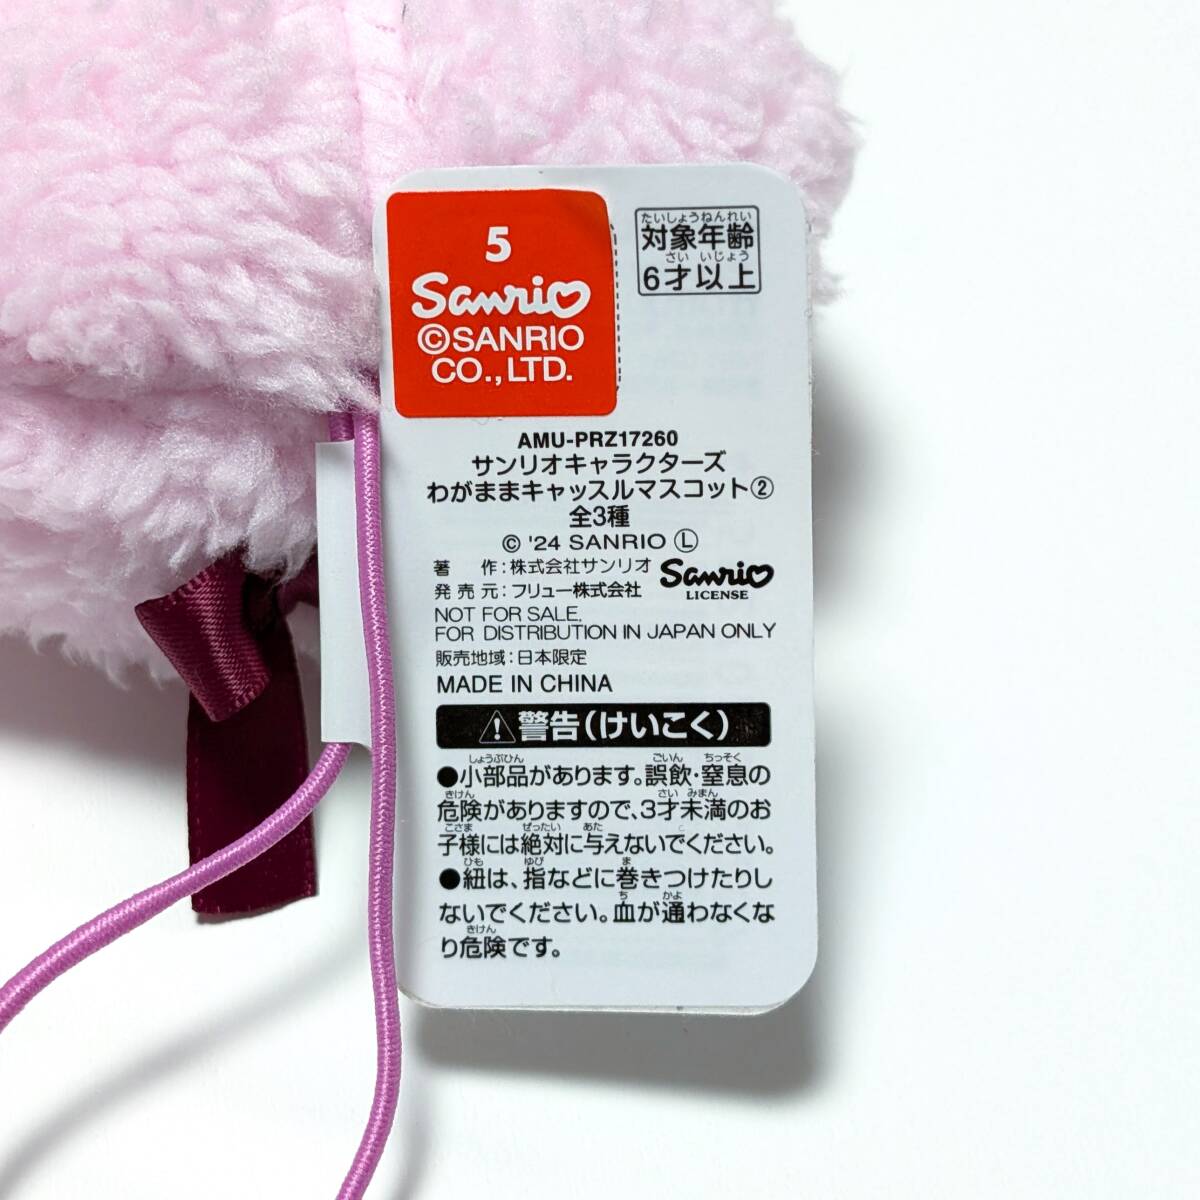 5
Sanrio
©SANRIO
CO.,LTD.
たいしょうねんれい
対象年齢
さい いじょう
6才以上
AMU-PRZ17260
サンリオキャラクターズ
わがままキャッスルマスコット②
全3種
© '24 SANRIO Ⓛ
著 作:株式会社サンリオ
発 売 元:フリュー株式会社
Sanrio
LICENSE
NOT FOR SALE.
FOR DISTRIBUTION IN JAPAN ONLY
販売地域:日本限定
MADE IN CHINA
⚠警告(けいこく)
しょうぶひん ごいん ちっそく
●小部品があります。誤飲・窒息の
きけん さい みまん
危険がありますので、3才未満のお
こさま ぜったい あた
子様には絶対に与えないでください。
ひも ゆび ま
●紐は、指などに巻きつけたりし
ち かよ
ないでください。血が通わなくな
きけん
り危険です。